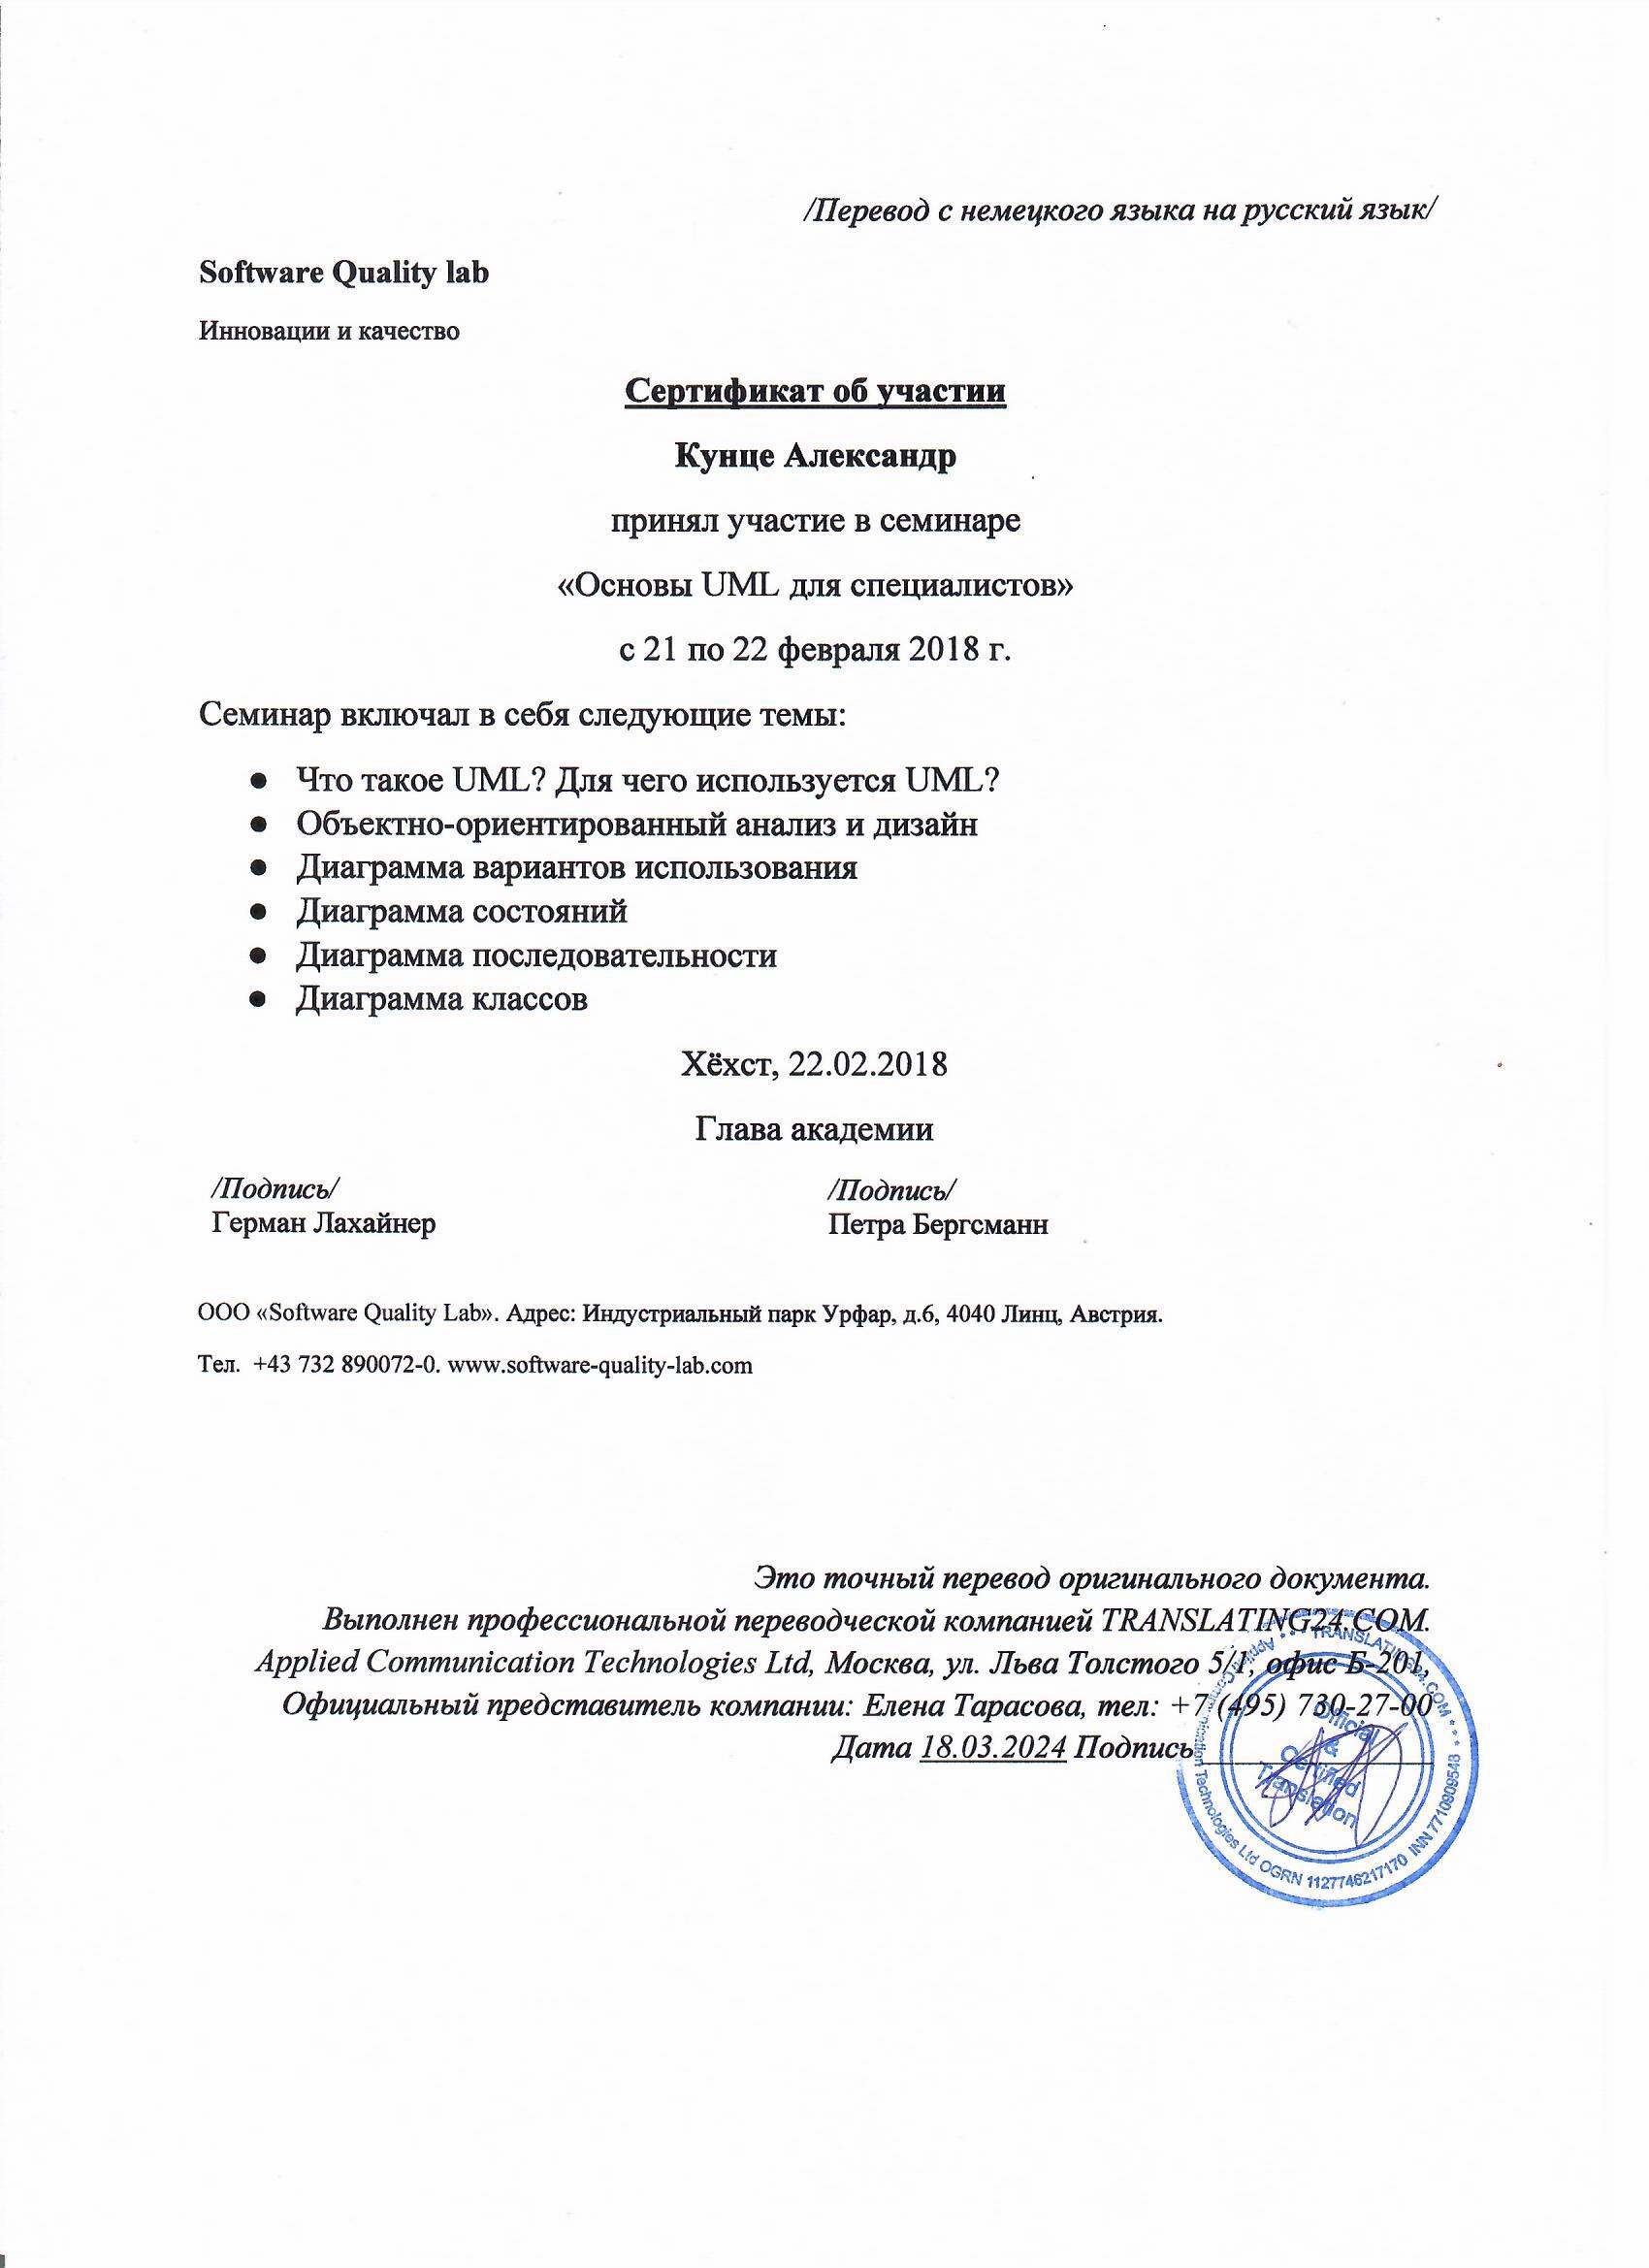 /Перевод с немецкого языка на русский язык/
Software Quality lab
Инновации и качество
Сертификат об участии
Кунце Александр
принял участие в семинаре
«Основы UML для специалистов»
с 21 по 22 февраля 2018 г.
Семинар включал в себя следующие темы:
● Что такое UML? Для чего используется UML?
● Объектно-ориентированный анализ и дизайн
● Диаграмма вариантов использования
● Диаграмма состояний
● Диаграмма последовательности
● Диаграмма классов
Хёхст, 22.02.2018
Глава академии
/Подпись/ /Подпись/
Герман Лахайнер Петра Бергсманн
ООО «Software Quality Lab». Адрес: Индустриальный парк Урфар, д.6, 4040 Линц, Австрия.
Тел. +43 732 890072-0. www.software-quality-lab.com
Это точный перевод оригинального документа.
Выполнен профессиональной переводческой компанией TRANSLATING24.COM.
Applied Communication Technologies Ltd, Москва, ул. Льва Толстого 5/1, офис Б-201,
Официальный представитель компании: Елена Тарасова, тел: +7 (495) 730-27-00
Дата 18.03.2024 Подпись
TRANSLATING24.COM
Applied Communication Technologies Ltd OGRN 1127746217170 INN 7710909548
Official
&
Certified
Translation